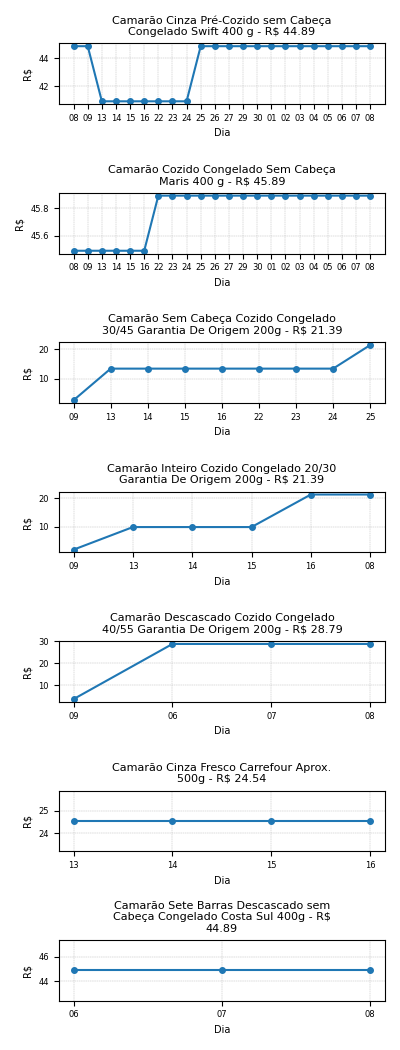 Camarão Cinza Pré-Cozido sem Cabeça
Congelado Swift 400 g - R$ 44.89
R$
44
42
08 09 13 14 15 16 22 23 24 25 26 27 29 30 01 02 03 04 05 06 07 08
Dia
Camarão Cozido Congelado Sem Cabeça
Maris 400 g - R$ 45.89
R$
45.8
45.6
08 09 13 14 15 16 22 23 24 25 26 27 29 30 01 02 03 04 05 06 07 08
Dia
Camarão Sem Cabeça Cozido Congelado
30/45 Garantia De Origem 200g - R$ 21.39
R$
20
10
09 13 14 15 16 22 23 24 25
Dia
Camarão Inteiro Cozido Congelado 20/30
Garantia De Origem 200g - R$ 21.39
R$
20
10
09 13 14 15 16 08
Dia
Camarão Descascado Cozido Congelado
40/55 Garantia De Origem 200g - R$ 28.79
R$
30
20
10
09 06 07 08
Dia
Camarão Cinza Fresco Carrefour Aprox.
500g - R$ 24.54
R$
25
24
13 14 15 16
Dia
Camarão Sete Barras Descascado sem
Cabeça Congelado Costa Sul 400g - R$
44.89
R$
46
44
06 07 08
Dia